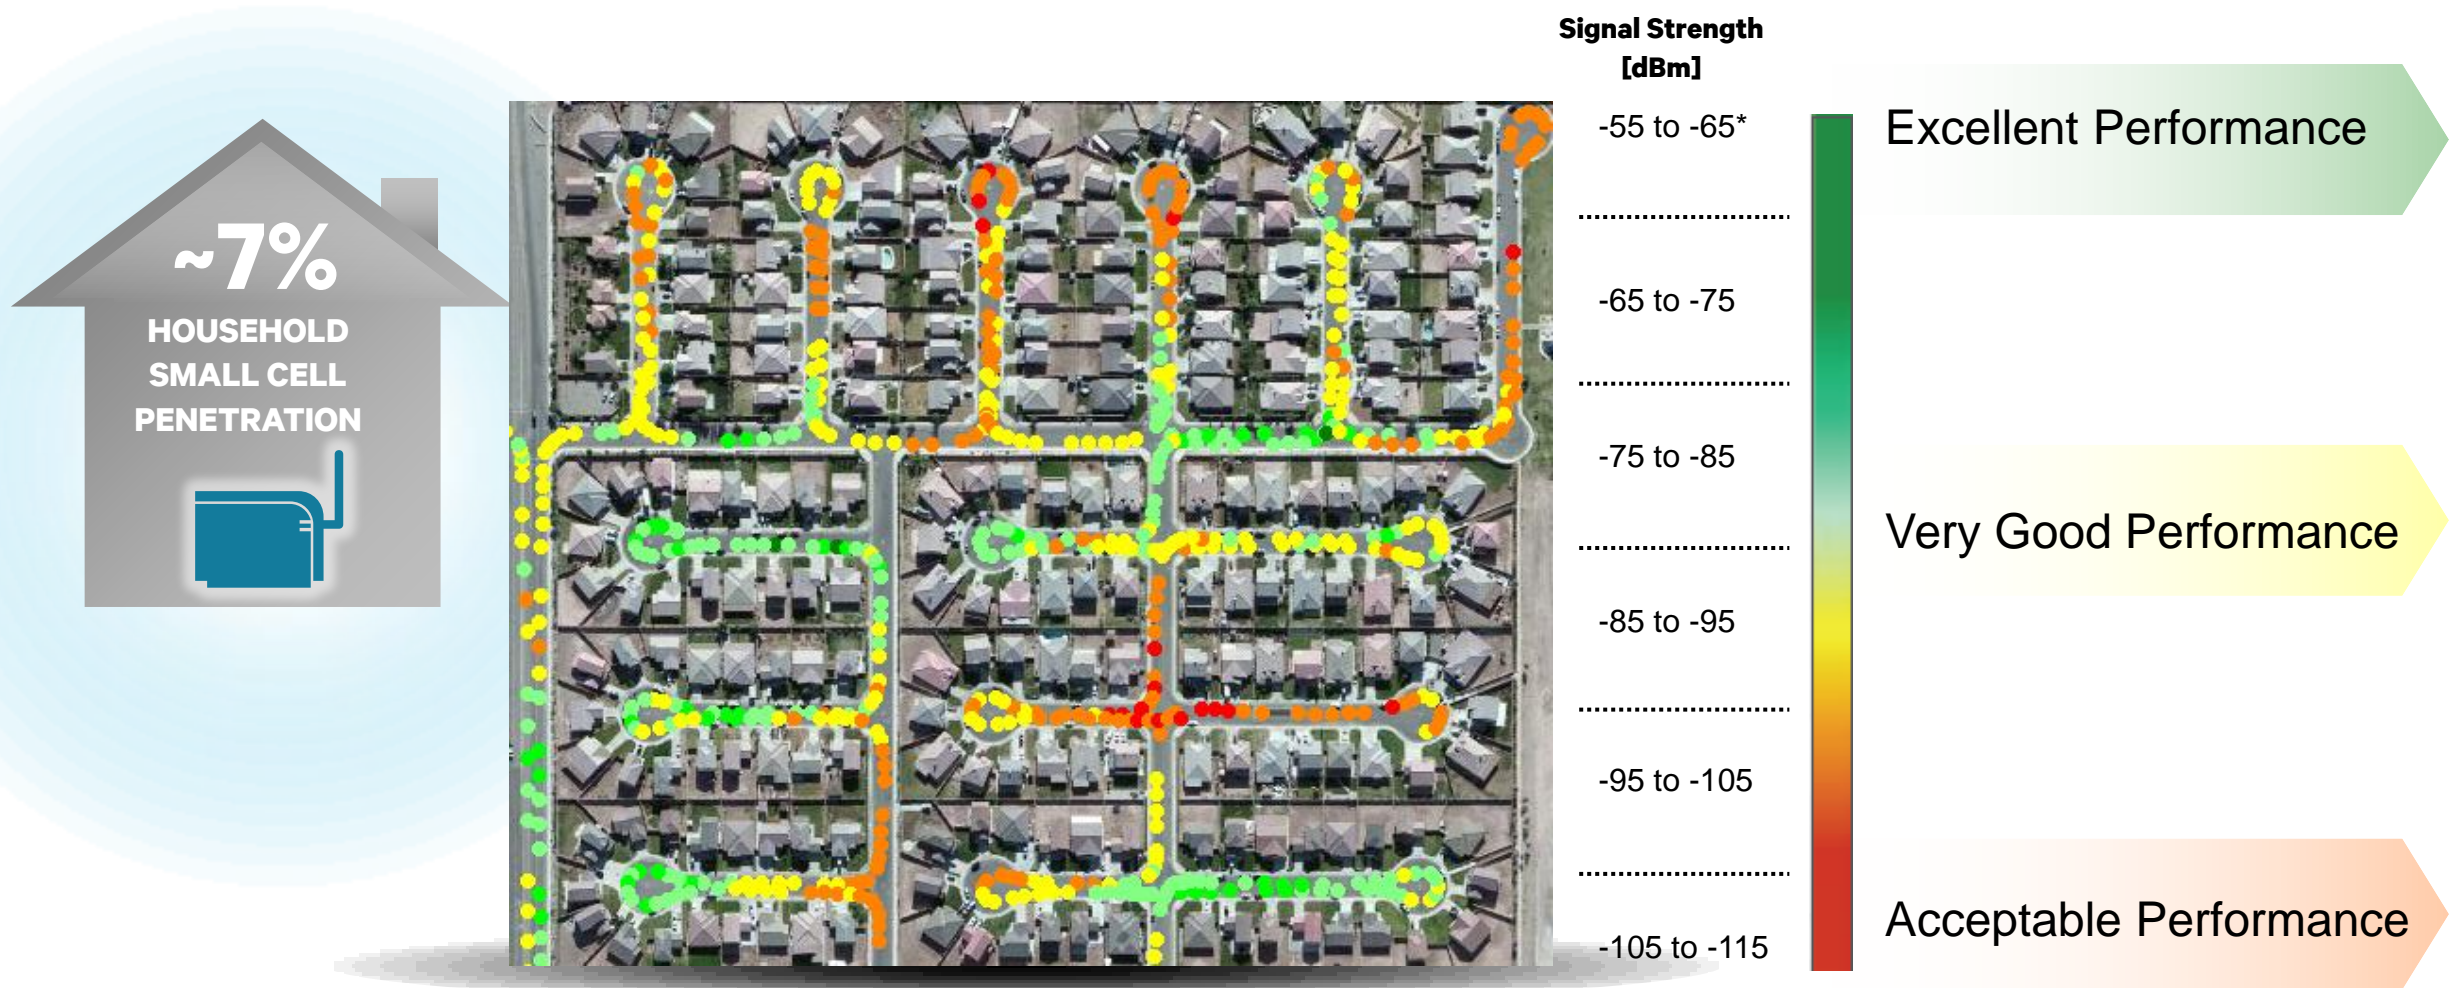 ~7%
HOUSEHOLD
SMALL CELL
PENETRATION
Signal Strength
[dBm]
-55 to -65*
-65 to -75
-75 to -85
-85 to -95
-95 to -105
-105 to -115
Excellent Performance
Very Good Performance
Acceptable Performance